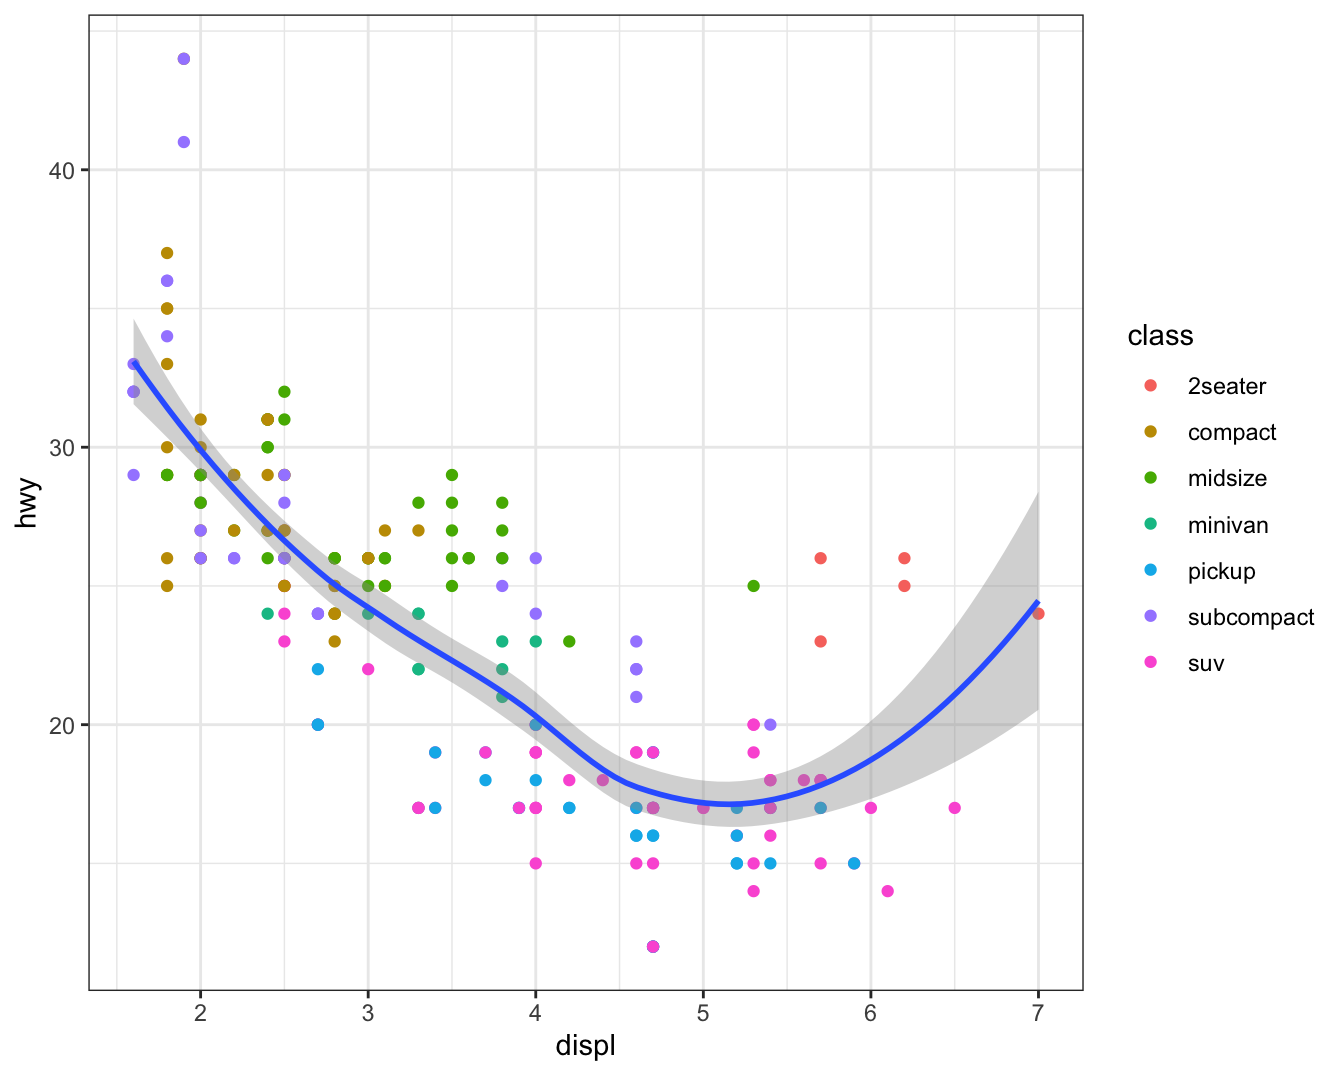 40
30
20
hwy
2 3 4 5 6 7
displ
class
2seater
compact
midsize
minivan
pickup
subcompact
suv